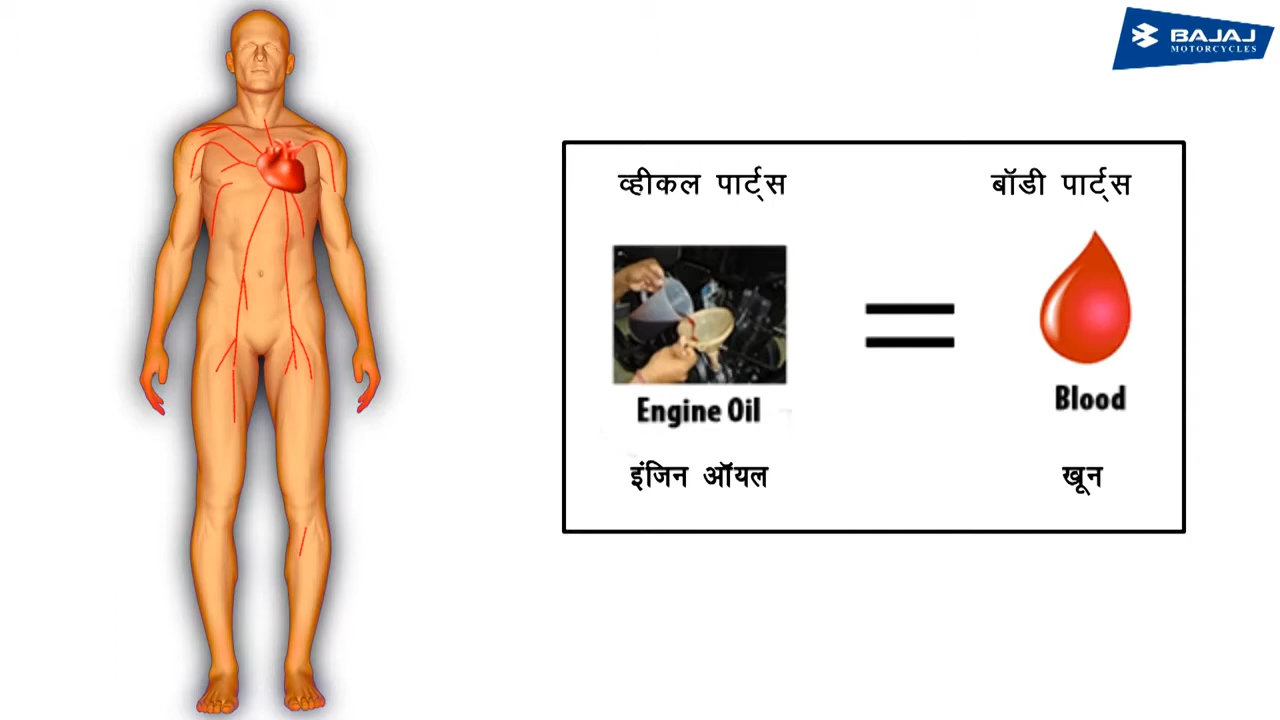 BAJAJ
MOTORCYCLES
व्हीकल पार्ट्स
बॉडी पार्ट्स
Engine Oil
Blood
इंजिन ऑयल
खून